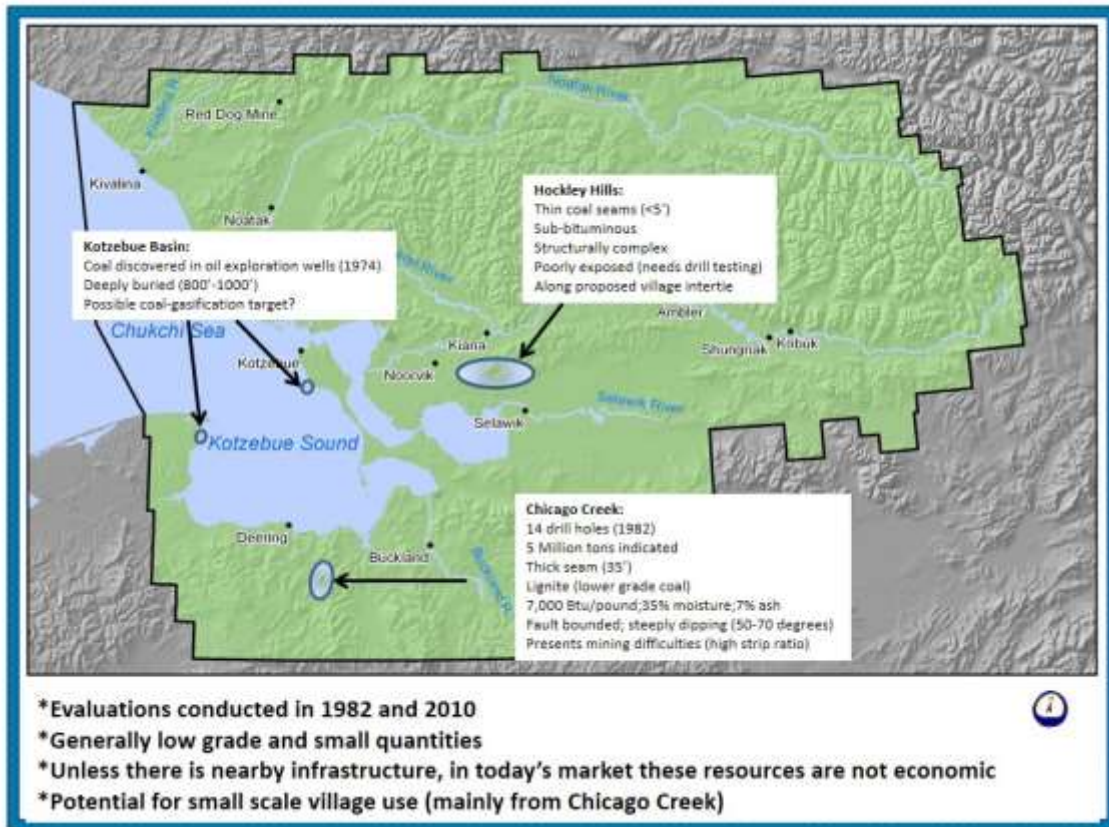 Noatak River
Kivalina R.
Red Dog Mine
Kivalina
Noatak
Hockley Hills:
Thin coal seams (<5')
Sub-bituminous
Structurally complex
Poorly exposed (needs drill testing)
Along proposed village intertie
Kotzebue Basin:
Coal discovered in oil exploration wells (1974)
Deeply buried (800'-1000')
Possible coal-gasification target?
River
Chukchi Sea
Ambler
Kiana
Shungnak
Kobuk
Kotzebue
Noorvik
Selawik River
Selawik
Kotzebue Sound
Chicago Creek:
14 drill holes (1982)
5 Million tons indicated
Thick seam (35')
Lignite (lower grade coal)
7,000 Btu/pound;35% moisture;7% ash
Fault bounded; steeply dipping (50-70 degrees)
Presents mining difficulties (high strip ratio)
Deering
Buckland
Buckland R.
*Evaluations conducted in 1982 and 2010
*Generally low grade and small quantities
*Unless there is nearby infrastructure, in today's market these resources are not economic
*Potential for small scale village use (mainly from Chicago Creek)